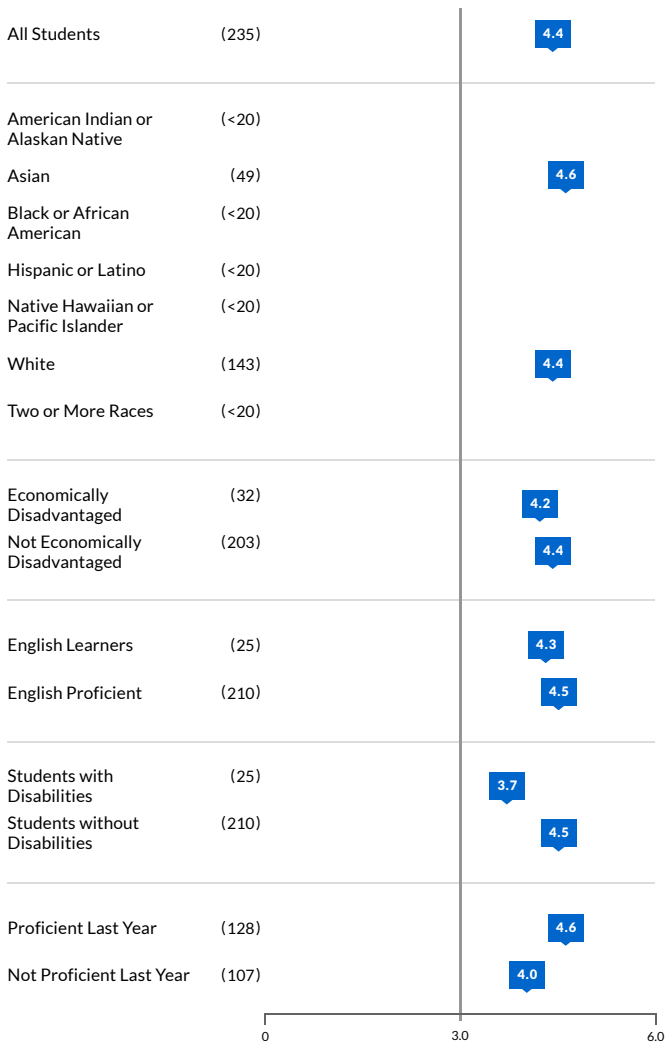 All Students (235) 4.4
American Indian or (<20)
Alaskan Native
Asian (49) 4.6
Black or African (<20)
American
Hispanic or Latino (<20)
Native Hawaiian or (<20)
Pacific Islander
White (143) 4.4
Two or More Races (<20)
Economically (32) 4.2
Disadvantaged
Not Economically (203) 4.4
Disadvantaged
English Learners (25) 4.3
English Proficient (210) 4.5
Students with (25) 3.7
Disabilities
Students without (210) 4.5
Disabilities
Proficient Last Year (128) 4.6
Not Proficient Last Year (107) 4.0
0 3.0 6.0